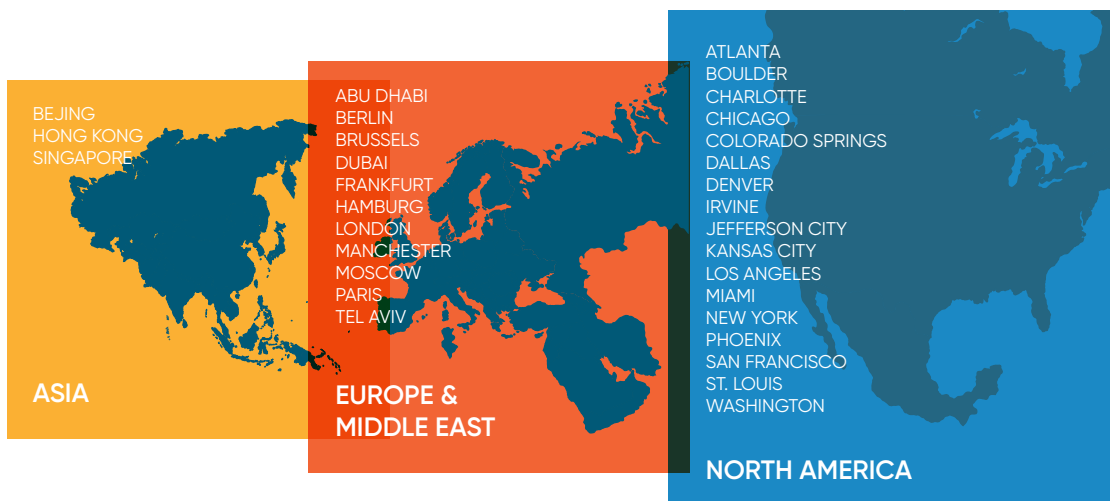 BEJING
HONG KONG
SINGAPORE
ASIA
ABU DHABI
BERLIN
BRUSSELS
DUBAI
FRANKFURT
HAMBURG
LONDON
MANCHESTER
MOSCOW
PARIS
TEL AVIV
EUROPE &
MIDDLE EAST
ATLANTA
BOULDER
CHARLOTTE
CHICAGO
COLORADO SPRINGS
DALLAS
DENVER
IRVINE
JEFFERSON CITY
KANSAS CITY
LOS ANGELES
MIAMI
NEW YORK
PHOENIX
SAN FRANCISCO
ST. LOUIS
WASHINGTON
NORTH AMERICA